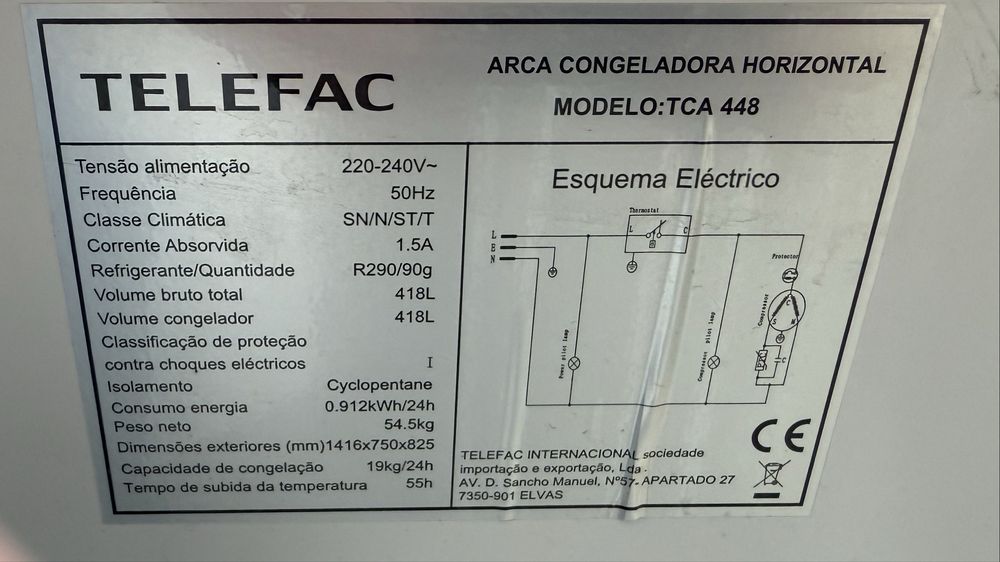 TELEFAC
ARCA CONGELADORA HORIZONTAL
MODELO:TCA 448
Tensão alimentação 220-240V~
Frequência 50Hz
Classe Climática SN/N/ST/T
Corrente Absorvida 1.5A
Refrigerante/Quantidade R290/90g
Volume bruto total 418L
Volume congelador 418L
Classificação de proteção
contra choques eléctricos I
Isolamento Cyclopentane
Consumo energia 0.912kWh/24h
Peso neto 54.5kg
Dimensões exteriores (mm)1416x750x825
Capacidade de congelação 19kg/24h
Tempo de subida da temperatura 55h
Esquema Eléctrico
Thermostat
L C
L
E
N
Protector
Compressor
C
S M
PTC
Power pilot lamp
Compressor pilot lamp
CE
TELEFAC INTERNACIONAL sociedade
importação e exportação, Lda.
AV. D. Sancho Manuel, Nº57- APARTADO 27
7350-901 ELVAS